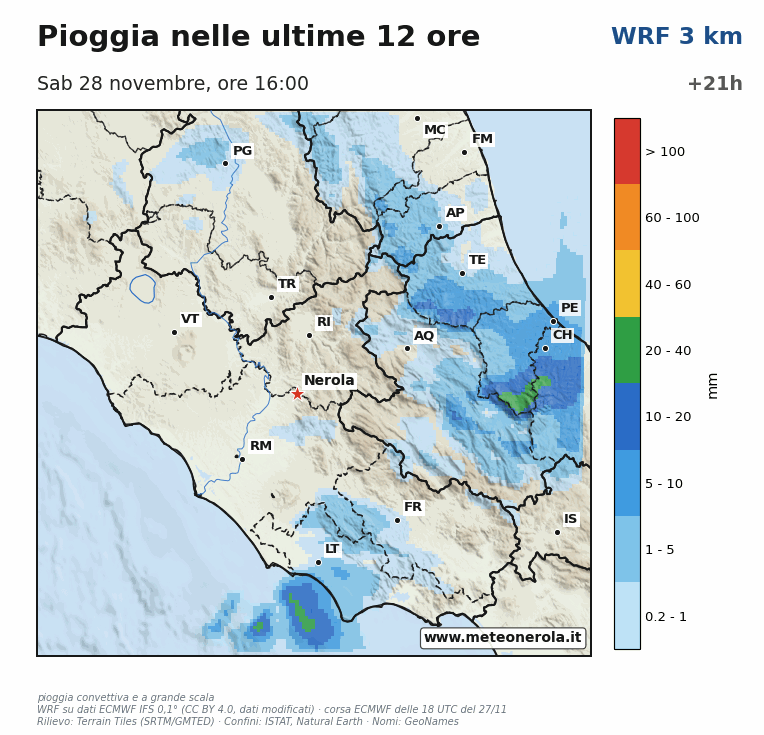 Pioggia nelle ultime 12 ore
WRF 3 km
Sab 28 novembre, ore 16:00
+21h
MC
FM
PG
AP
TE
TR
PE
VT
RI
CH
AQ
Nerola
RM
FR
IS
LT
www.meteonerola.it
> 100
60 - 100
40 - 60
20 - 40
10 - 20
5 - 10
1 - 5
0.2 - 1
mm
pioggia convettiva e a grande scala
WRF su dati ECMWF IFS 0,1° (CC BY 4.0, dati modificati) · corsa ECMWF delle 18 UTC del 27/11
Rilievo: Terrain Tiles (SRTM/GMTED) · Confini: ISTAT, Natural Earth · Nomi: GeoNames